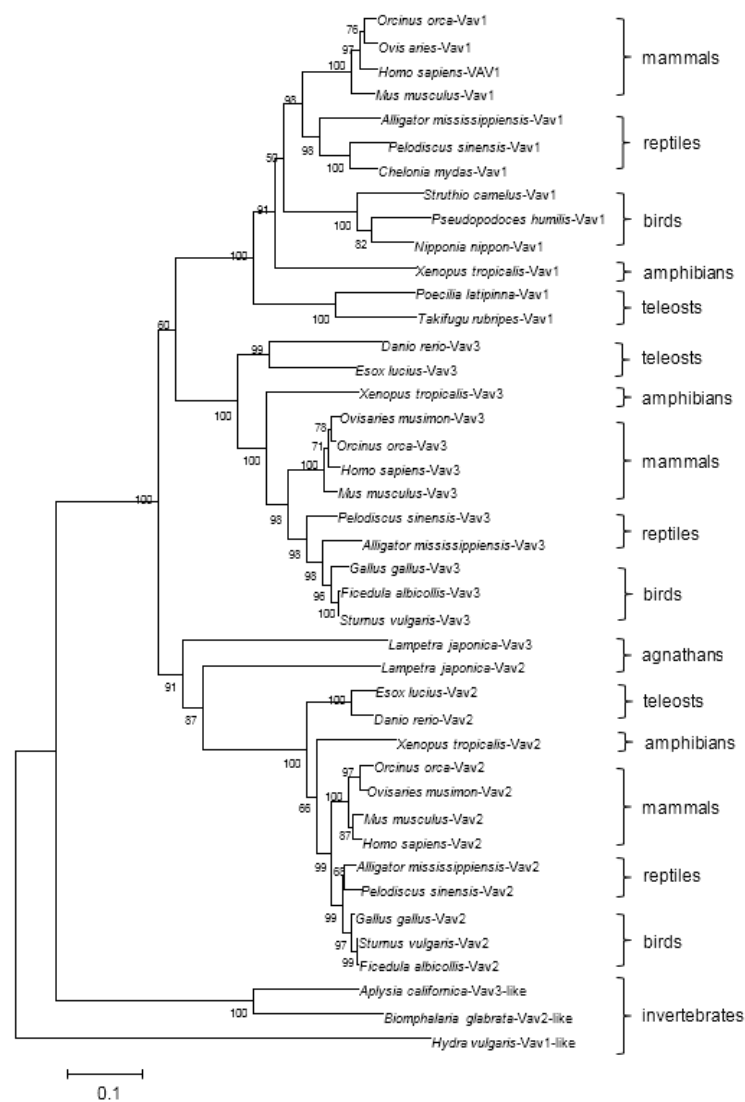 Orcinus orca-Vav1
76
Ovis aries-Vav1
97
mammals
100
Homo sapiens-VAV1
Mus musculus-Vav1
98
Alligator mississippiensis-Vav1
98
Pelodiscus sinensis-Vav1
reptiles
100
Chelonia mydas-Vav1
50
Struthio camelus-Vav1
91
100
Pseudopodoces humilis-Vav1
birds
82
Nipponia nippon-Vav1
100
Xenopus tropicalis-Vav1
amphibians
Poecilia latipinna-Vav1
teleosts
100
Takifugu rubripes-Vav1
60
99
Danio rerio-Vav3
teleosts
Esox lucius-Vav3
100
Xenopus tropicalis-Vav3
amphibians
Ovisaries musimon-Vav3
78
Orcinus orca-Vav3
71
mammals
100
100
Homo sapiens-Vav3
Mus musculus-Vav3
100
98
Pelodiscus sinensis-Vav3
98
reptiles
Alligator mississippiensis-Vav3
98
Gallus gallus-Vav3
96
Ficedula albicollis-Vav3
birds
100
Sturnus vulgaris-Vav3
Lampetra japonica-Vav3
agnathans
91
Lampetra japonica-Vav2
87
Esox lucius-Vav2
100
teleosts
Danio rerio-Vav2
100
Xenopus tropicalis-Vav2
amphibians
Orcinus orca-Vav2
97
Ovisaries musimon-Vav2
66
100
mammals
Mus musculus-Vav2
87
Homo sapiens-Vav2
99
Alligator mississippiensis-Vav2
68
reptiles
Pelodiscus sinensis-Vav2
99
Gallus gallus-Vav2
97
Sturnus vulgaris-Vav2
birds
99
Ficedula albicollis-Vav2
Aplysia californica-Vav3-like
100
Biomphalaria glabrata-Vav2-like
invertebrates
Hydra vulgaris-Vav1-like
0.1